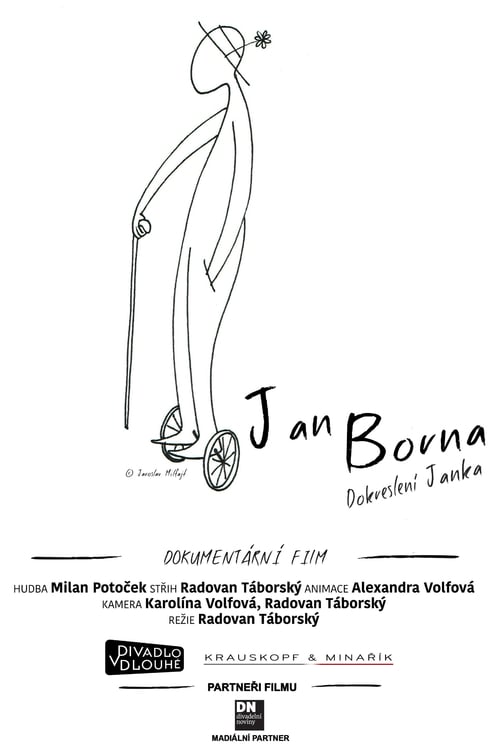 Jan
Borna
Dokreslení Janka
© Jaroslav Milfajt
DOKUMENTÁRNÍ FILM
HUDBA Milan Potoček STŘIH Radovan Táborský ANIMACE Alexandra Volfová
KAMERA Karolína Volfová, Radovan Táborský
REŽIE Radovan Táborský
DIVADLO
V DLOUHÉ
KRAUSKOPF & MINAŘÍK
PARTNEŘI FILMU
DN
divadelní
noviny
MADIÁLNÍ PARTNER